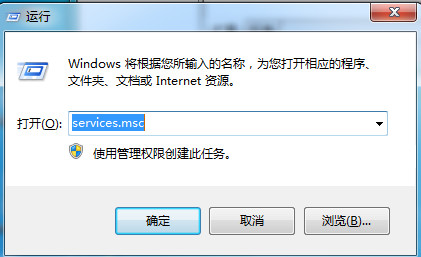 运行
Windows 将根据您所输入的名称，为您打开相应的程序、
文件夹、文档或 Internet 资源。
打开(O): services.msc
使用管理权限创建此任务。
确定 取消 浏览(B)...